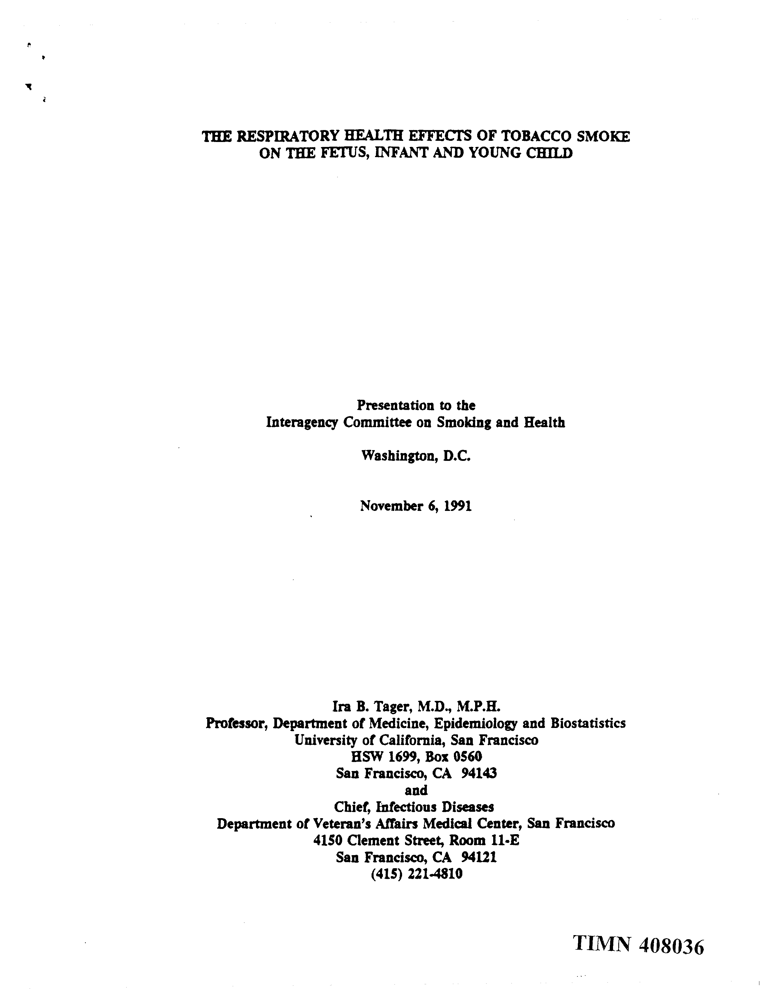 THE RESPIRATORY HEALTH EFFECTS OF TOBACCO SMOKE
ON THE FETUS, INFANT AND YOUNG CHILD
Presentation to the
Interagency Committee on Smoking and Health
Washington, D.C.
November 6, 1991
Ira B. Tager, M.D., M.P.H.
Professor, Department of Medicine, Epidemiology and Biostatistics
University of California, San Francisco
HSW 1699, Box 0560
San Francisco, CA 94143
and
Chief, Infectious Diseases
Department of Veteran's Affairs Medical Center, San Francisco
4150 Clement Street, Room 11-E
San Francisco, CA 94121
(415) 221-4810
TIMN 408036